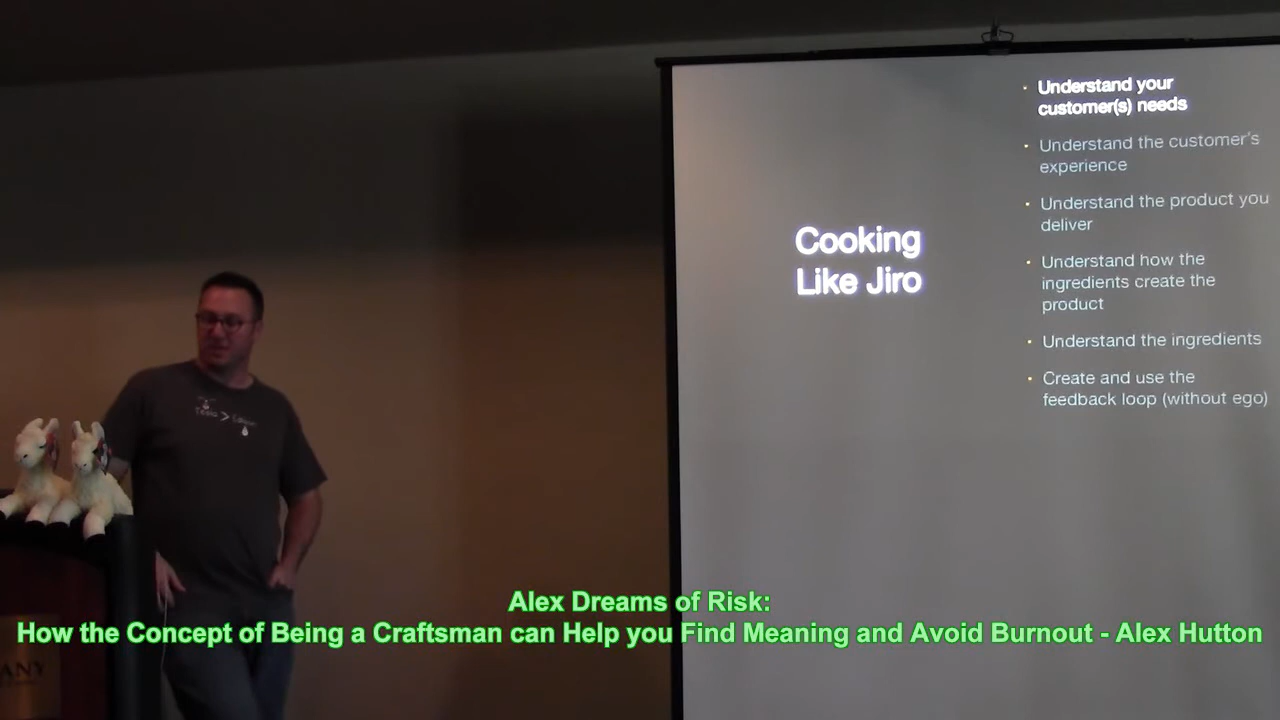 Understand your
customer(s) needs
Understand the customer's
experience
Understand the product you
deliver
Understand how the
ingredients create the
product
Understand the ingredients
Create and use the
feedback loop (without ego)
Cooking
Like Jiro
Tesla >
ANY
Alex Dreams of Risk:
How the Concept of Being a Craftsman can Help you Find Meaning and Avoid Burnout - Alex Hutton